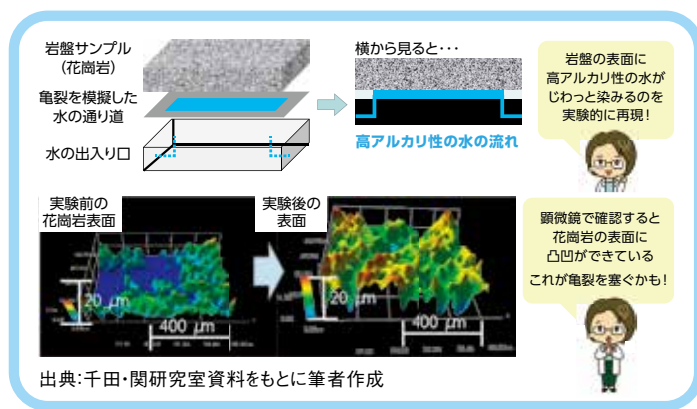 岩盤サンプル
(花崗岩)
亀裂を模擬した
水の通り道
水の出入り口
横から見ると・・・
高アルカリ性の水の流れ
岩盤の表面に
高アルカリ性の水が
じわっと染みるのを
実験的に再現!
実験前の
花崗岩表面
20 μm
400 μm
実験後の
表面
20 μm
400 μm
顕微鏡で確認すると
花崗岩の表面に
凸凹ができている
これが亀裂を塞ぐかも!
出典:千田・関研究室資料をもとに筆者作成